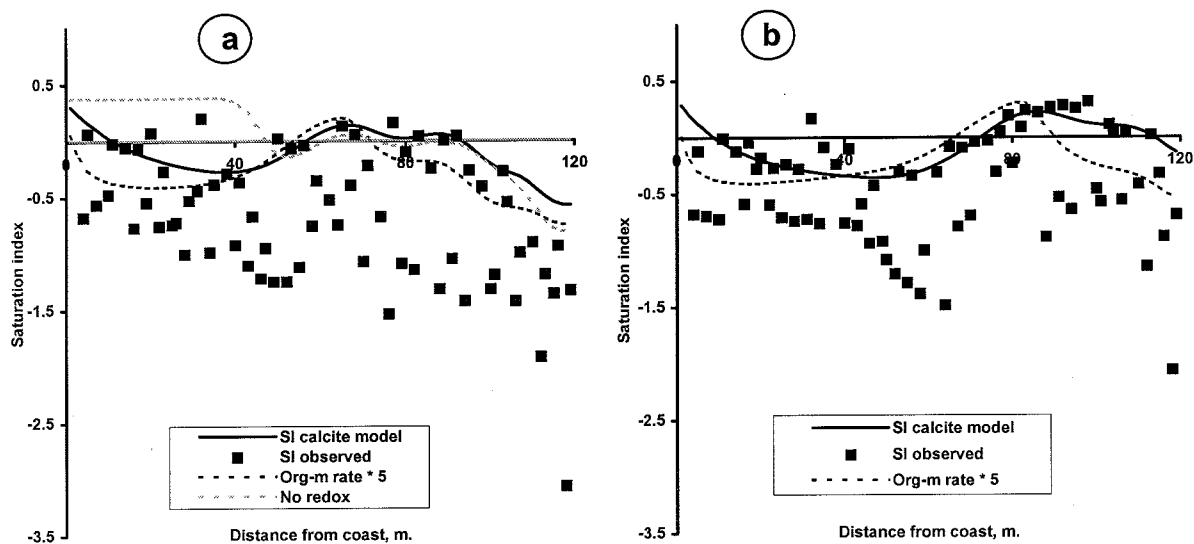 a
0.5
-0.5
-1.5
-2.5
-3.5
0
40
80
120
Saturation index
SI calcite model
SI observed
Org-m rate * 5
No redox
Distance from coast, m.
b
0.5
-0.5
-1.5
-2.5
-3.5
0
40
80
120
Saturation index
SI calcite model
SI observed
Org-m rate * 5
Distance from coast, m.